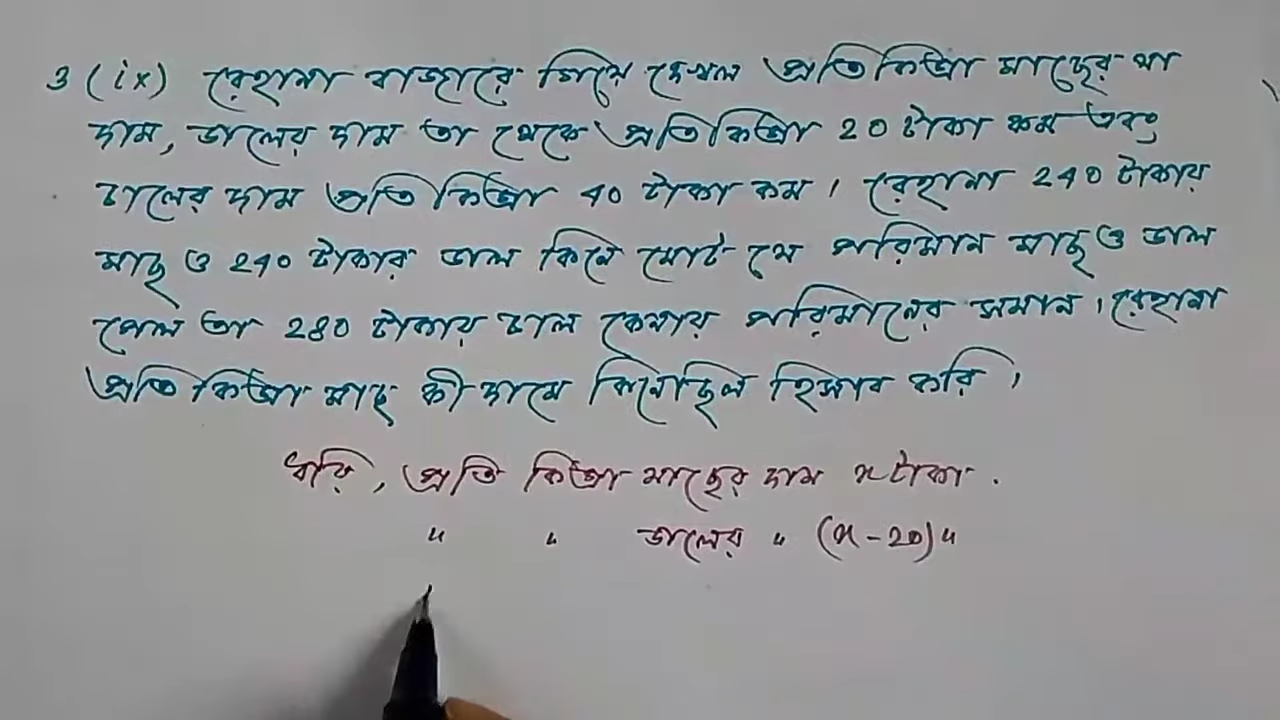 3 (ix) রেহানা বাজারে গিয়ে দেখল প্রতিকিগ্রা মাছের যা
দাম, ডালের দাম তা থেকে প্রতিকিগ্রা 20 টাকা কম এবং
চালের দাম প্রতি কিগ্রা 40 টাকা কম। রেহানা 240 টাকায়
মাছ ও 240 টাকার ডাল কিনে মোট যে পরিমান মাছ ও ডাল
পেল তা 280 টাকায় চাল কেনায় পরিমানের সমান। রেহানা
প্রতি কিগ্রা মাছ কী দামে কিনেছিল হিসাব করি।
ধরি, প্রতি কিগ্রা মাছের দাম x টাকা.
" " ডালের " (x - 20) "